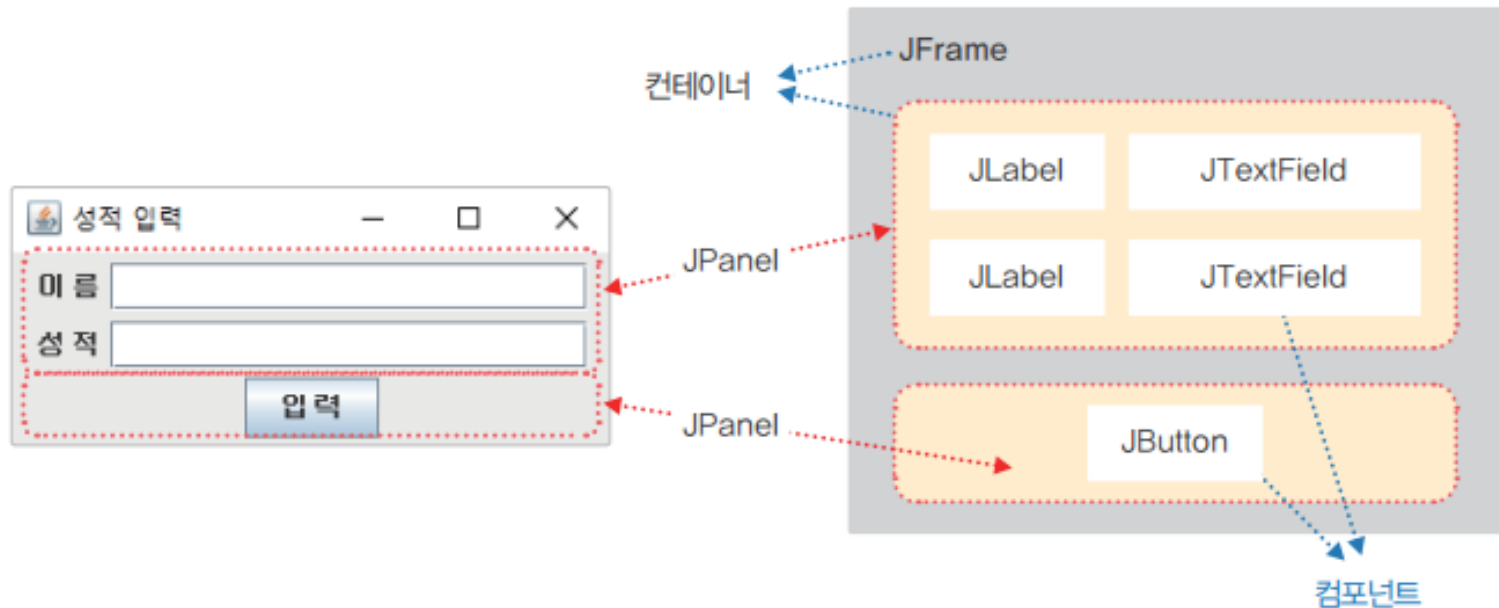 성적 입력
이름
성적
입력
JPanel
JPanel
컨테이너
JFrame
JLabel JTextField
JLabel JTextField
JButton
컴포넌트